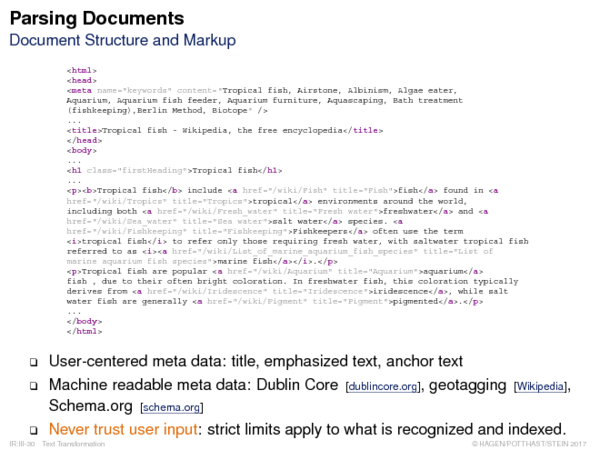 Parsing Documents
Document Structure and Markup
<html>
<head>
<meta name="keywords" content="Tropical fish, Airstone, Albinism, Algae eater,
Aquarium, Aquarium fish feeder, Aquarium furniture, Aquascaping, Bath treatment
(fishkeeping),Berlin Method, Biotope" />
...
<title>Tropical fish - Wikipedia, the free encyclopedia</title>
</head>
<body>
...
<h1 class="firstHeading">Tropical fish</h1>
...
<p><b>Tropical fish</b> include <a href="/wiki/Fish" title="Fish">fish</a> found in <a
href="/wiki/Tropics" title="Tropics">tropical</a> environments around the world,
including both <a href="/wiki/Fresh_water" title="Fresh water">freshwater</a> and <a
href="/wiki/Sea_water" title="Sea water">salt water</a> species. <a
href="/wiki/Fishkeeping" title="Fishkeeping">Fishkeepers</a> often use the term
<i>tropical fish</i> to refer only those requiring fresh water, with saltwater tropical fish
referred to as <i><a href="/wiki/List_of_marine_aquarium_fish_species" title="List of
marine aquarium fish species">marine fish</a></i>.</p>
<p>Tropical fish are popular <a href="/wiki/Aquarium" title="Aquarium">aquarium</a>
fish , due to their often bright coloration. In freshwater fish, this coloration typically
derives from <a href="/wiki/Iridescence" title="Iridescence">iridescence</a>, while salt
water fish are generally <a href="/wiki/Pigment" title="Pigment">pigmented</a>.</p>
...
</body>
</html>
❑ User-centered meta data: title, emphasized text, anchor text
❑ Machine readable meta data: Dublin Core [dublincore.org], geotagging [Wikipedia],
Schema.org [schema.org]
❑ Never trust user input: strict limits apply to what is recognized and indexed.
IR:III-30 Text Transformation © HAGEN/POTTHAST/STEIN 2017